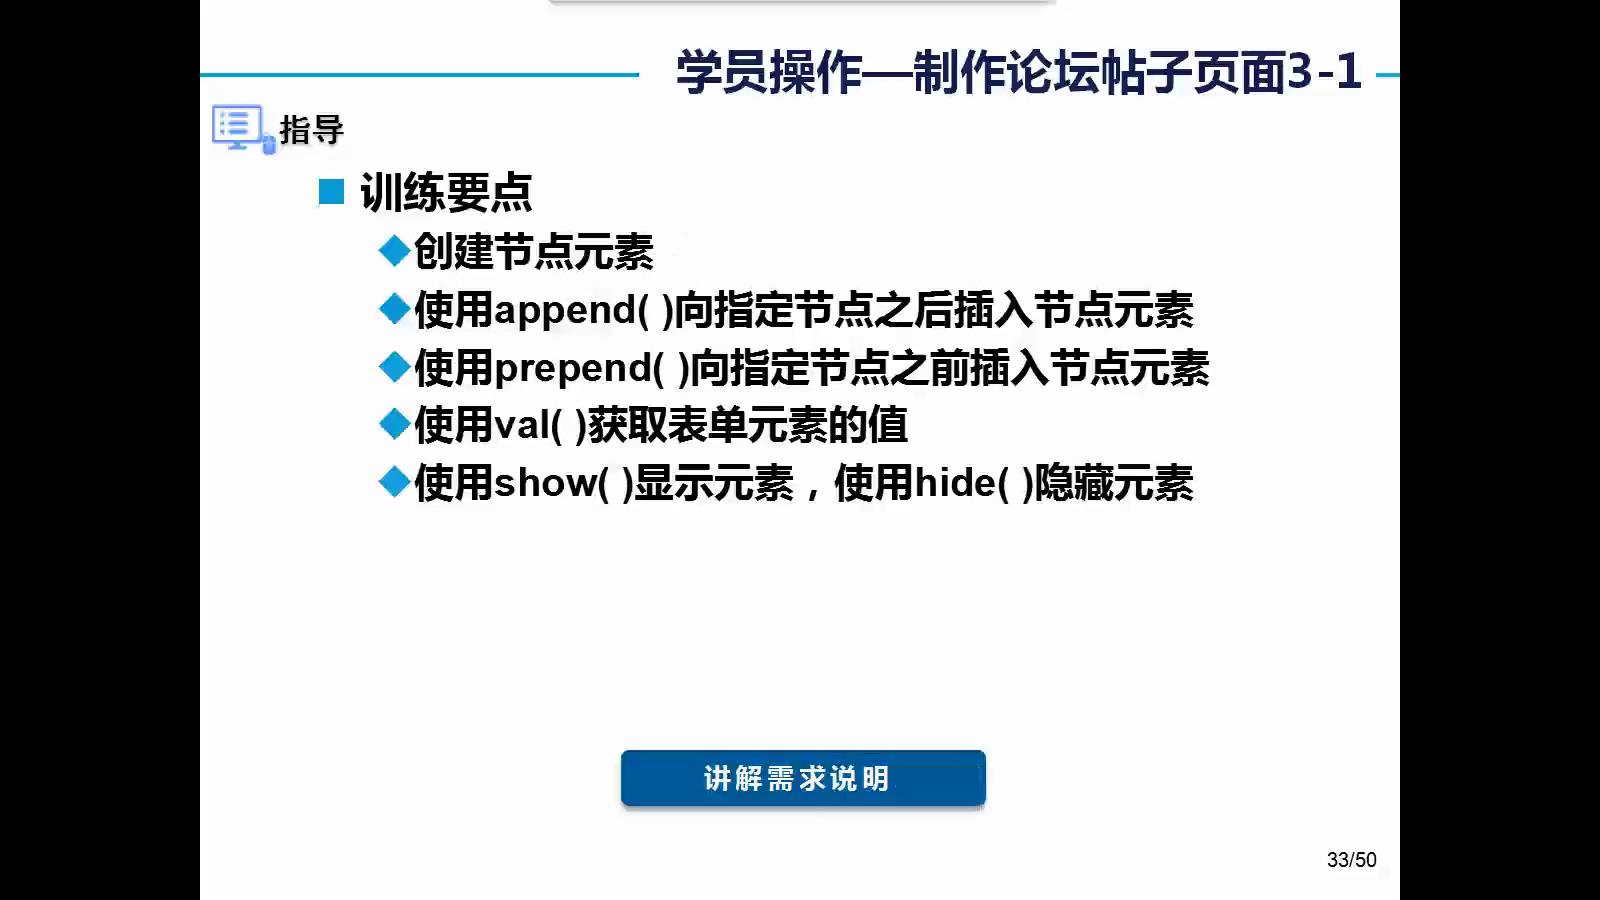 学员操作—制作论坛帖子页面3-1
指导
训练要点
创建节点元素
使用append( )向指定节点之后插入节点元素
使用prepend( )向指定节点之前插入节点元素
使用val( )获取表单元素的值
使用show( )显示元素，使用hide( )隐藏元素
讲解需求说明
33/50